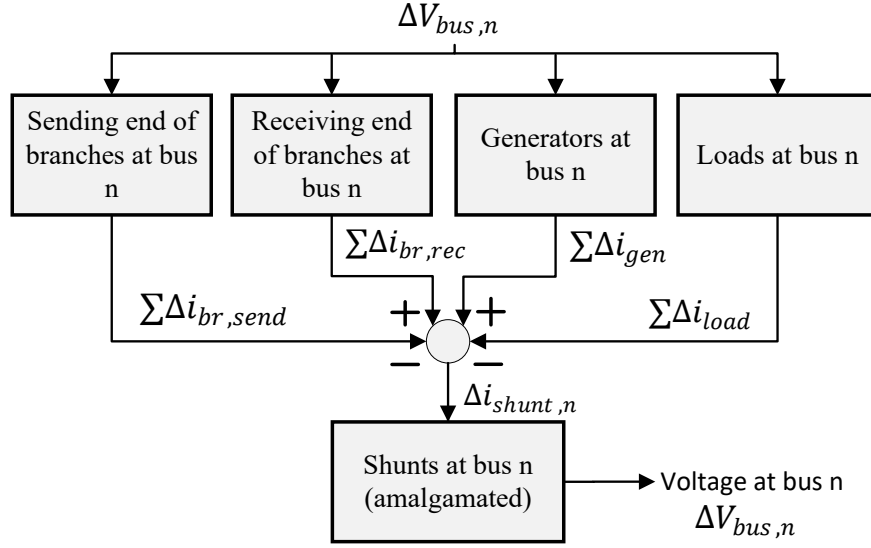 ΔV_{bus,n}
Sending end of
branches at bus
n
Receiving end
of branches at
bus n
Generators at
bus n
Loads at bus n
∑Δi_{br,rec}
∑Δi_{gen}
∑Δi_{br,send}
∑Δi_{load}
+ +
− −
Δi_{shunt,n}
Shunts at bus n
(amalgamated)
Voltage at bus n
ΔV_{bus,n}